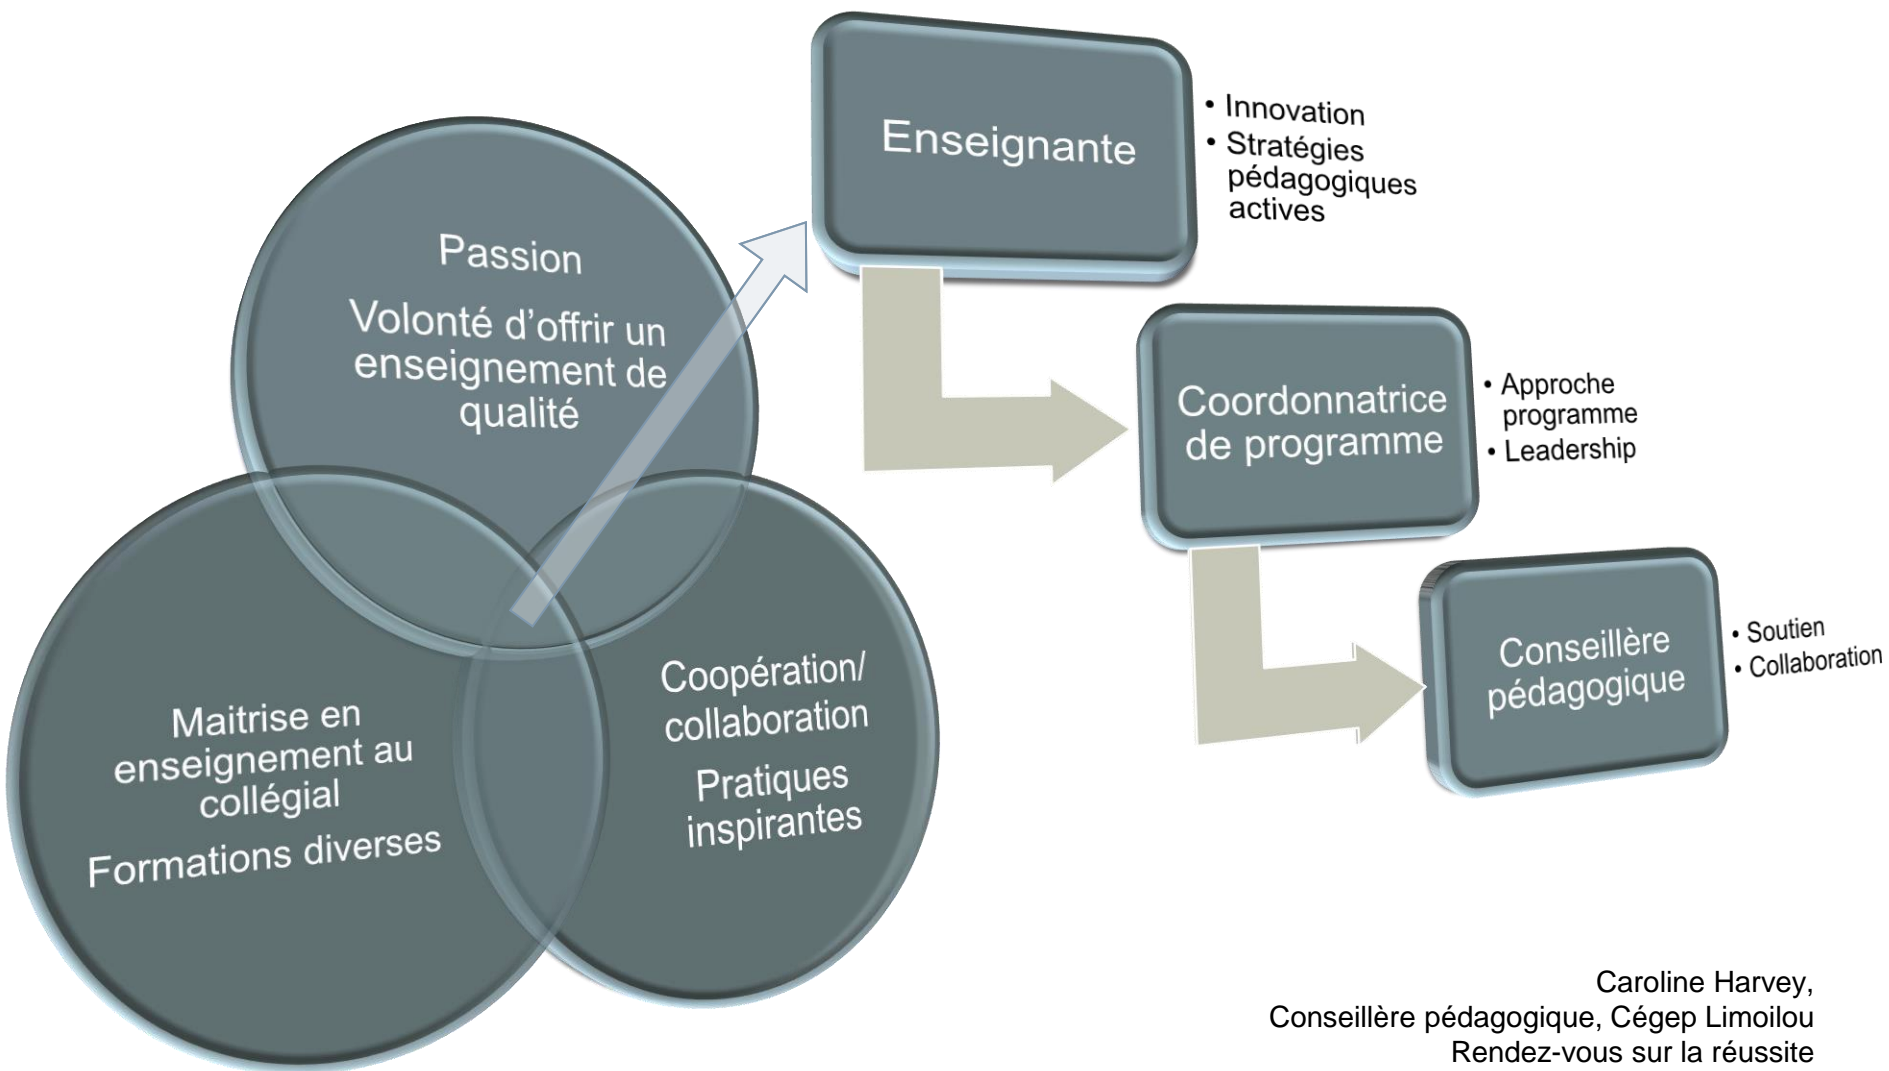 Passion
Volonté d'offrir un
enseignement de
qualité
Maitrise en
enseignement au
collégial
Formations diverses
Coopération/
collaboration
Pratiques
inspirantes
Enseignante
• Innovation
• Stratégies
pédagogiques
actives
Coordonnatrice
de programme
• Approche
programme
• Leadership
Conseillère
pédagogique
• Soutien
• Collaboration
Caroline Harvey,
Conseillère pédagogique, Cégep Limoilou
Rendez-vous sur la réussite